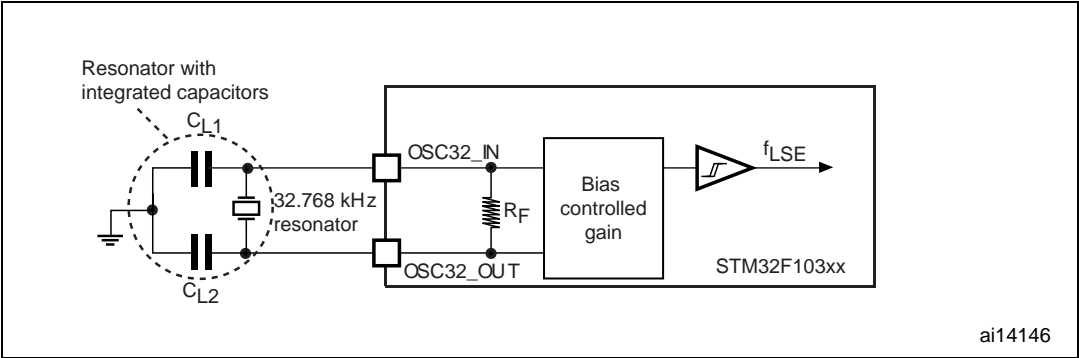 Resonator with
integrated capacitors
CL1
OSC32_IN
fLSE
32.768 kHz
resonator
RF
Bias
controlled
gain
OSC32_OUT
STM32F103xx
CL2
ai14146